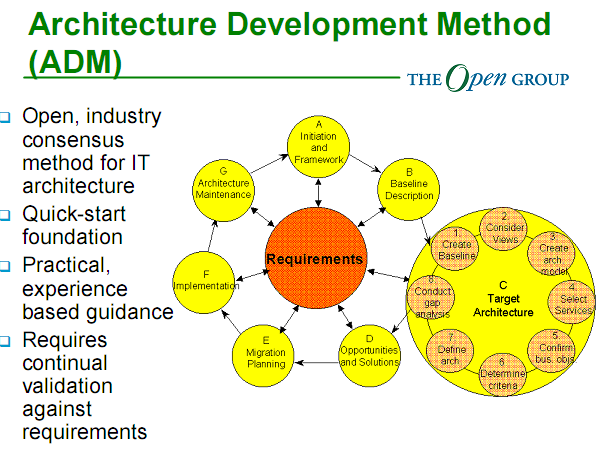 Architecture Development Method
(ADM)
THE Open GROUP
Open, industry
consensus
method for IT
architecture
Quick-start
foundation
Practical,
experience
based guidance
Requires
continual
validation
against
requirements
A
Initiation
and
Framework
B
Baseline
Description
G
Architecture
Maintenance
Requirements
F
Implementation
E
Migration
Planning
D
Opportunities
and Solutions
C
Target
Architecture
1.
Create
Baseline
2.
Consider
Views
3.
Create
arch
model
4.
Select
Services
5.
Confirm
bus. objs
6
Determine
criteria
7
Define
arch
8.
Conduct
gap
analysis